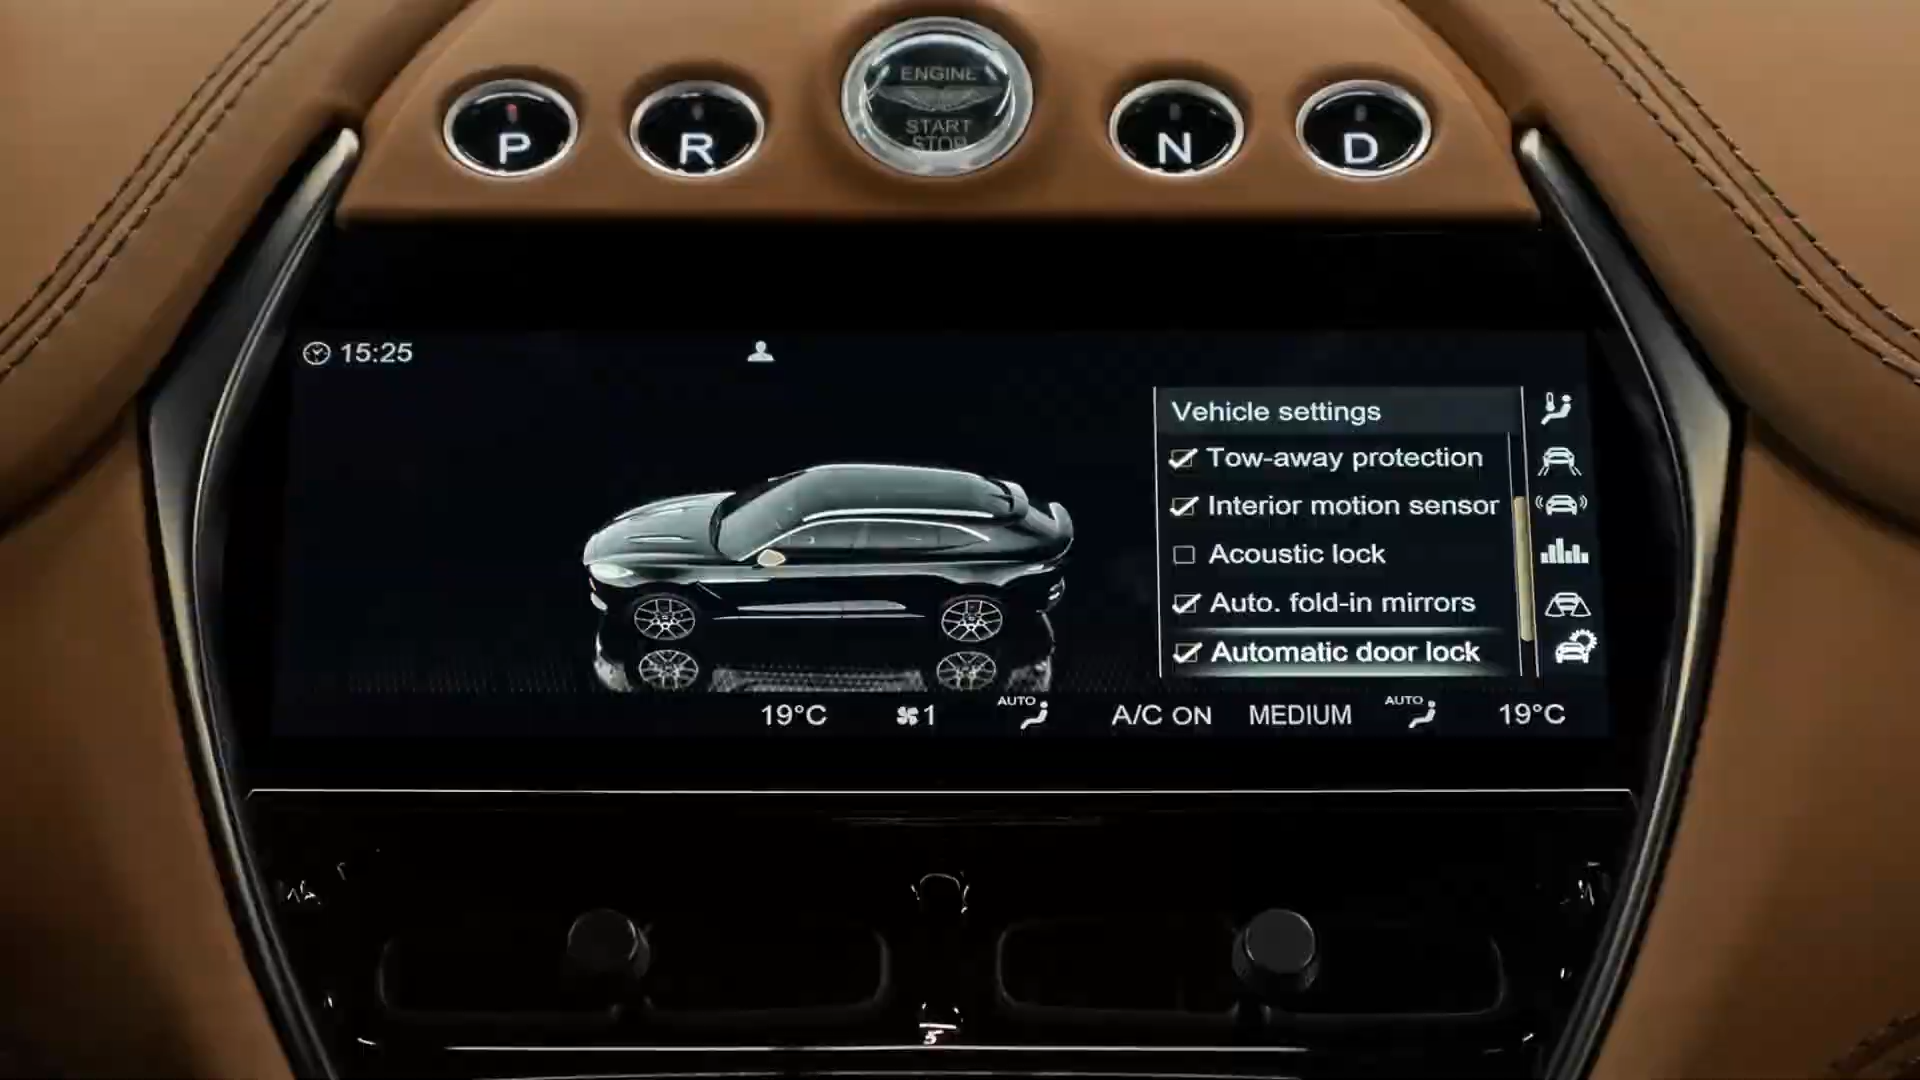 ENGINE
START
STOP
P
R
N
D
15:25
Vehicle settings
Tow-away protection
Interior motion sensor
Acoustic lock
Auto. fold-in mirrors
Automatic door lock
19°C
1
AUTO
A/C ON
MEDIUM
AUTO
19°C